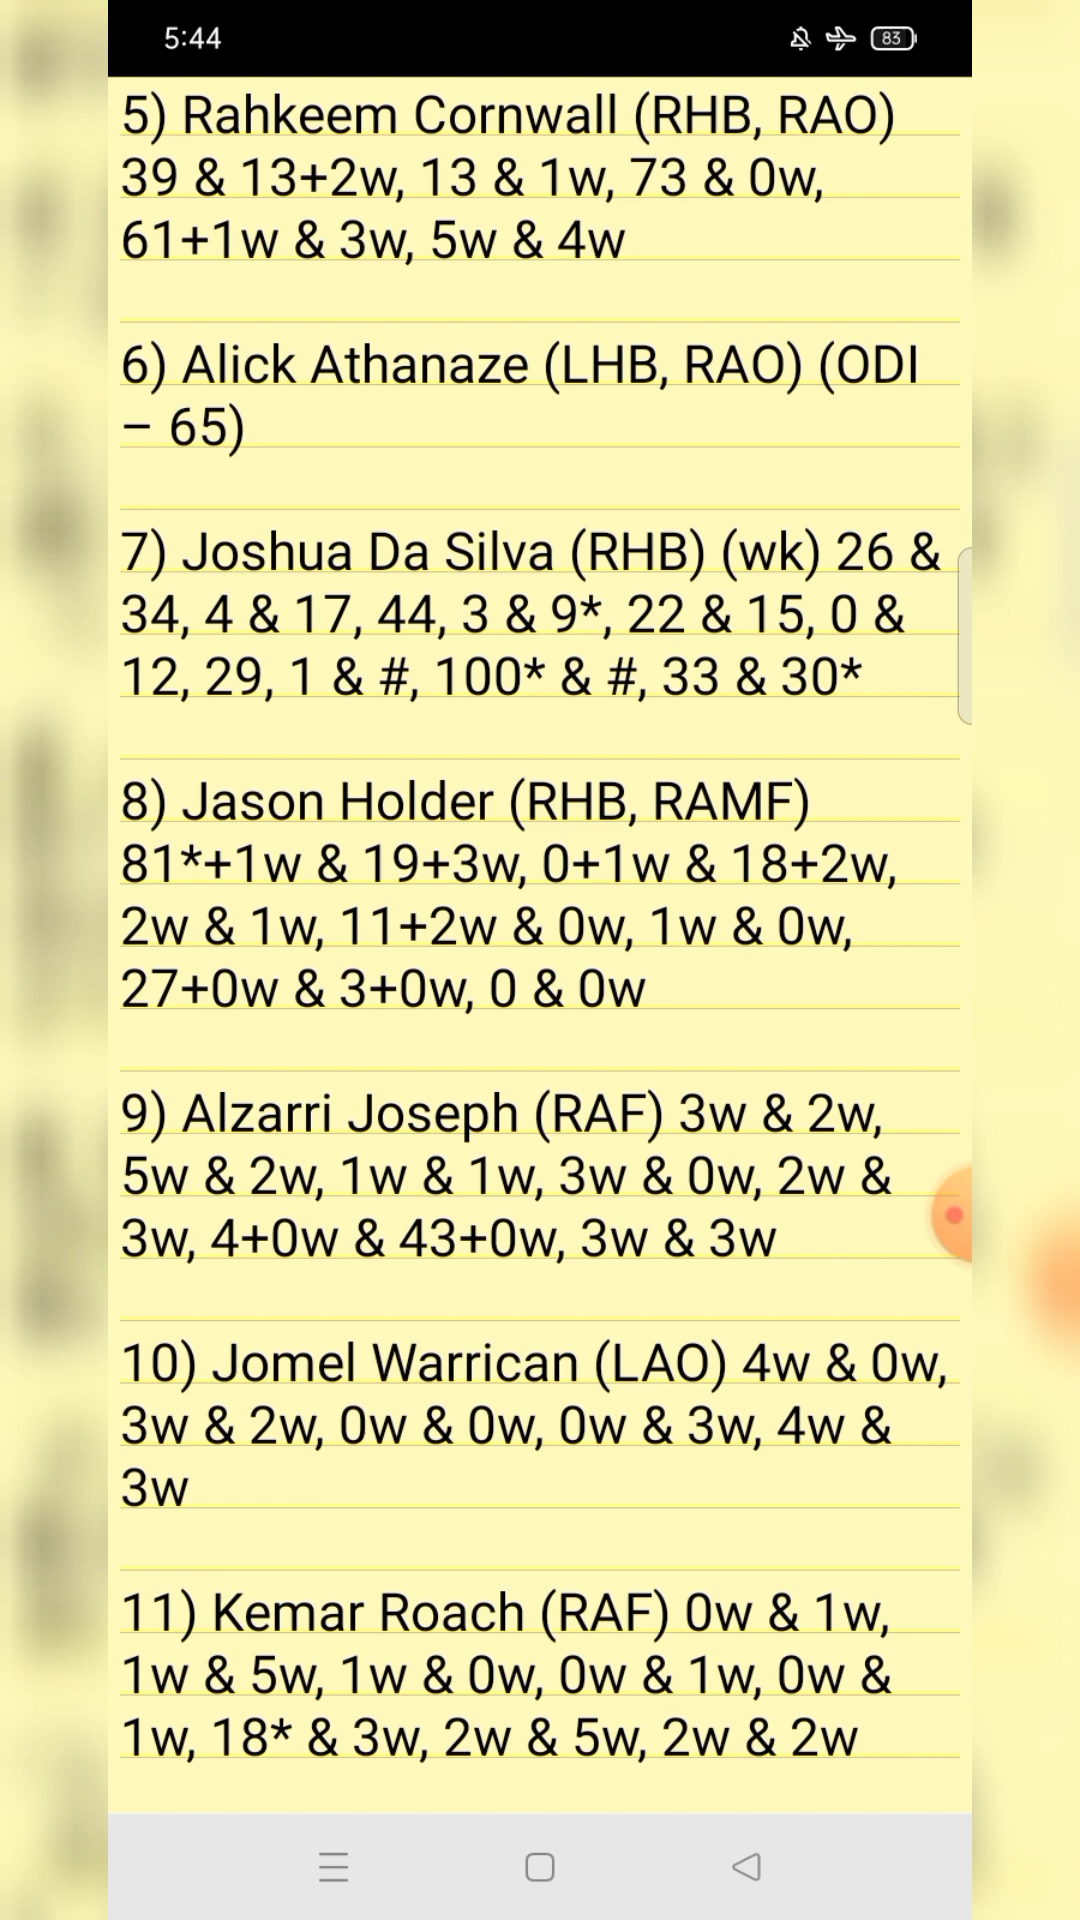 5:44
83
5) Rahkeem Cornwall (RHB, RAO)
39 & 13+2w, 13 & 1w, 73 & 0w,
61+1w & 3w, 5w & 4w
6) Alick Athanaze (LHB, RAO) (ODI
– 65)
7) Joshua Da Silva (RHB) (wk) 26 &
34, 4 & 17, 44, 3 & 9*, 22 & 15, 0 &
12, 29, 1 & #, 100* & #, 33 & 30*
8) Jason Holder (RHB, RAMF)
81*+1w & 19+3w, 0+1w & 18+2w,
2w & 1w, 11+2w & 0w, 1w & 0w,
27+0w & 3+0w, 0 & 0w
9) Alzarri Joseph (RAF) 3w & 2w,
5w & 2w, 1w & 1w, 3w & 0w, 2w &
3w, 4+0w & 43+0w, 3w & 3w
10) Jomel Warrican (LAO) 4w & 0w,
3w & 2w, 0w & 0w, 0w & 3w, 4w &
3w
11) Kemar Roach (RAF) 0w & 1w,
1w & 5w, 1w & 0w, 0w & 1w, 0w &
1w, 18* & 3w, 2w & 5w, 2w & 2w